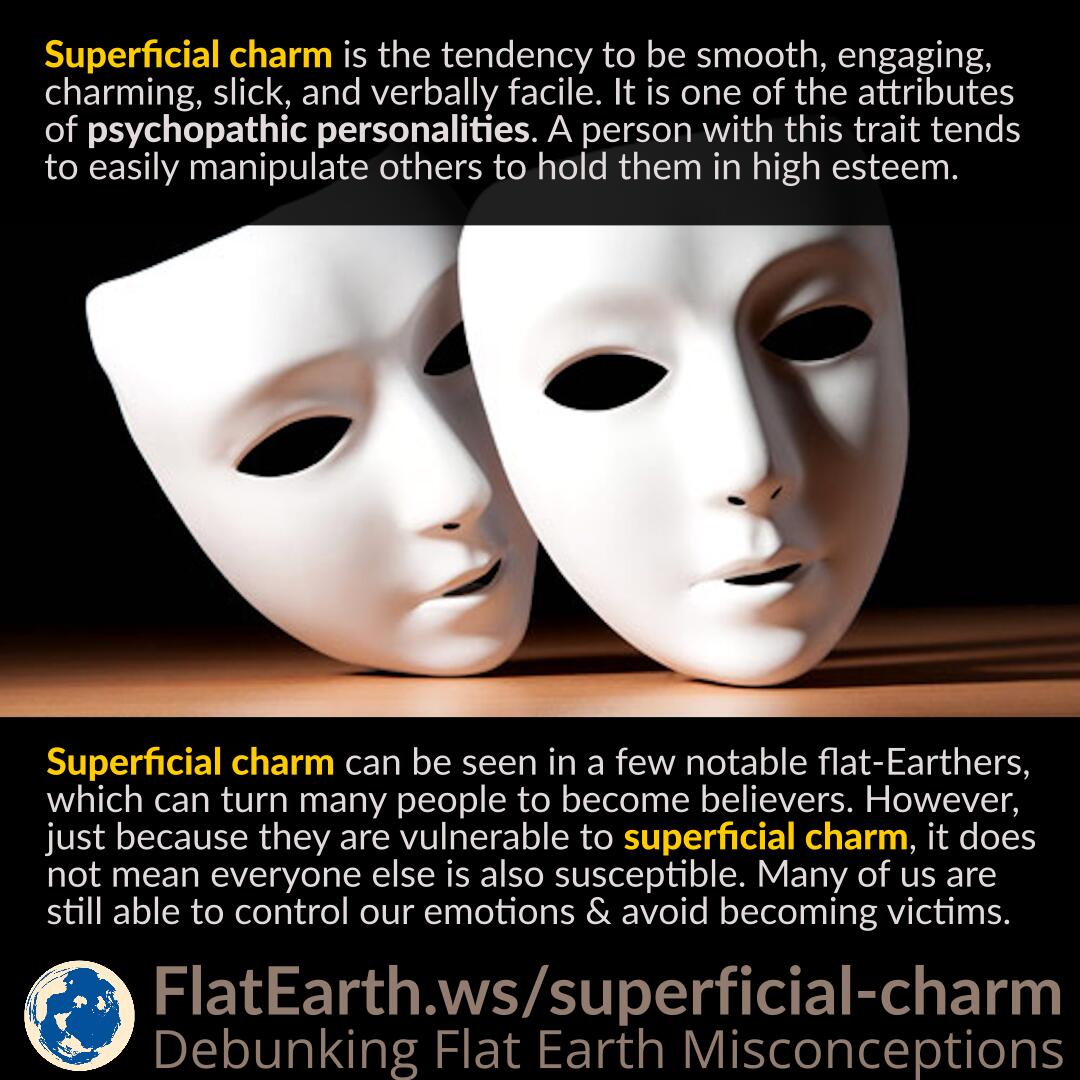 Superficial charm is the tendency to be smooth, engaging,
charming, slick, and verbally facile. It is one of the attributes
of psychopathic personalities. A person with this trait tends
to easily manipulate others to hold them in high esteem.
Superficial charm can be seen in a few notable flat-Earthers,
which can turn many people to become believers. However,
just because they are vulnerable to superficial charm, it does
not mean everyone else is also susceptible. Many of us are
still able to control our emotions & avoid becoming victims.
FlatEarth.ws/superficial-charm
Debunking Flat Earth Misconceptions